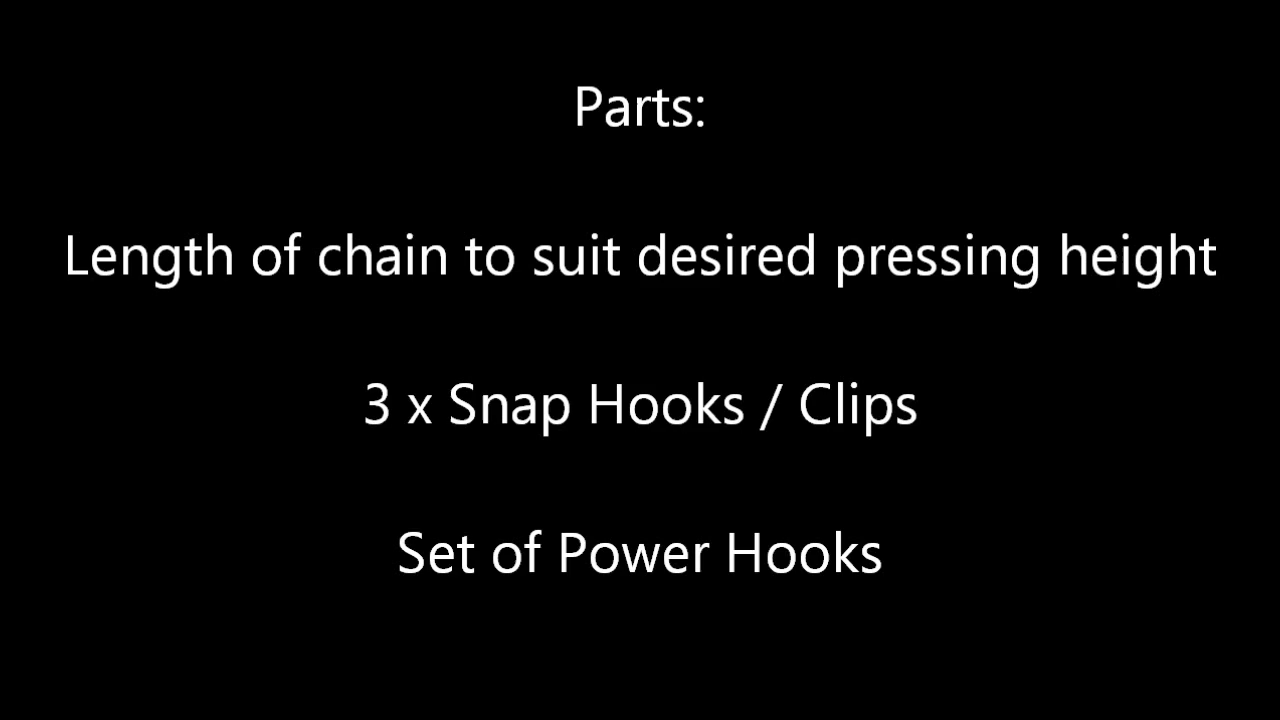 Parts:
Length of chain to suit desired pressing height
3 x Snap Hooks / Clips
Set of Power Hooks